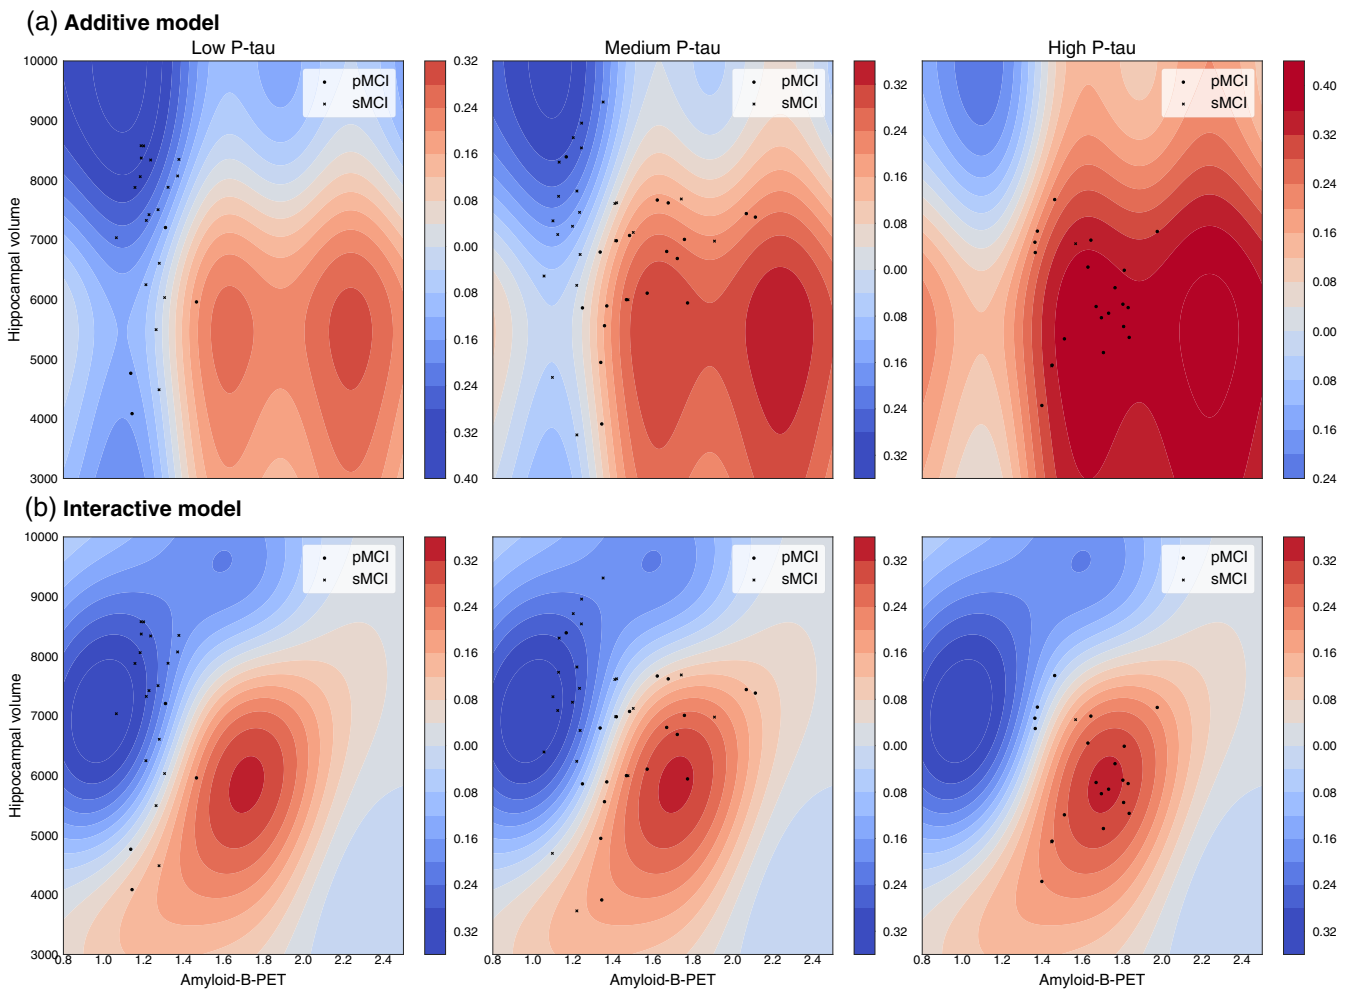 (a) Additive model
Low P-tau
Medium P-tau
High P-tau
10000
9000
8000
7000
6000
5000
4000
3000
Hippocampal volume
pMCI
sMCI
0.32
0.24
0.16
0.08
0.00
0.08
0.16
0.24
0.32
0.40
pMCI
sMCI
0.32
0.24
0.16
0.08
0.00
0.08
0.16
0.24
0.32
pMCI
sMCI
0.40
0.32
0.24
0.16
0.08
0.00
0.08
0.16
0.24
(b) Interactive model
10000
9000
8000
7000
6000
5000
4000
3000
Hippocampal volume
pMCI
sMCI
0.32
0.24
0.16
0.08
0.00
0.08
0.16
0.24
0.32
pMCI
sMCI
0.32
0.24
0.16
0.08
0.00
0.08
0.16
0.24
0.32
pMCI
sMCI
0.32
0.24
0.16
0.08
0.00
0.08
0.16
0.24
0.32
0.8 1.0 1.2 1.4 1.6 1.8 2.0 2.2 2.4
0.8 1.0 1.2 1.4 1.6 1.8 2.0 2.2 2.4
0.8 1.0 1.2 1.4 1.6 1.8 2.0 2.2 2.4
Amyloid-B-PET
Amyloid-B-PET
Amyloid-B-PET